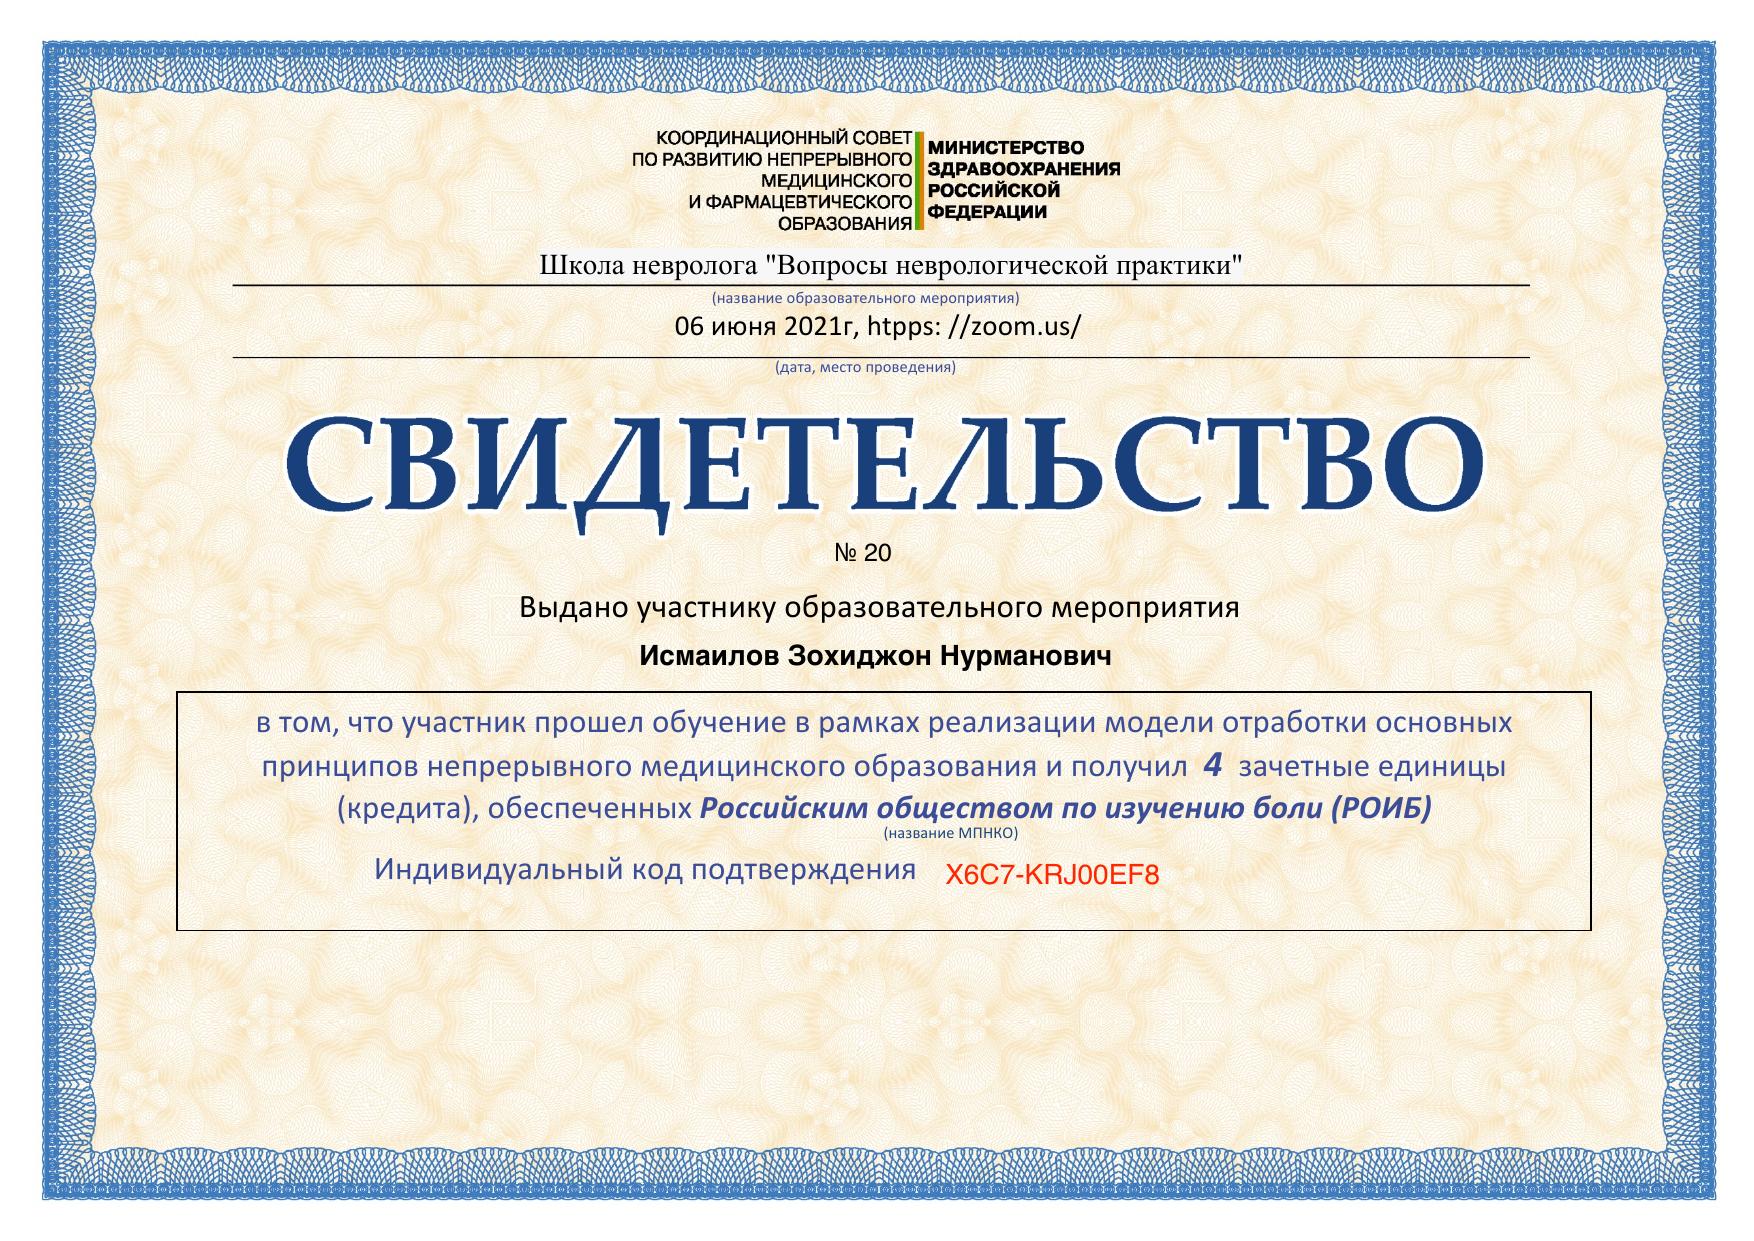 КООРДИНАЦИОННЫЙ СОВЕТ
ПО РАЗВИТИЮ НЕПРЕРЫВНОГО
МЕДИЦИНСКОГО
И ФАРМАЦЕВТИЧЕСКОГО
ОБРАЗОВАНИЯ
МИНИСТЕРСТВО
ЗДРАВООХРАНЕНИЯ
РОССИЙСКОЙ
ФЕДЕРАЦИИ
Школа невролога "Вопросы неврологической практики"
(название образовательного мероприятия)
06 июня 2021г, htpps: //zoom.us/
(дата, место проведения)
СВИДЕТЕЛЬСТВО
№ 20
Выдано участнику образовательного мероприятия
Исмаилов Зохиджон Нурманович
в том, что участник прошел обучение в рамках реализации модели отработки основных
принципов непрерывного медицинского образования и получил 4 зачетные единицы
(кредита), обеспеченных Российским обществом по изучению боли (РОИБ)
(название МПНКО)
Индивидуальный код подтверждения X6C7-KRJ00EF8